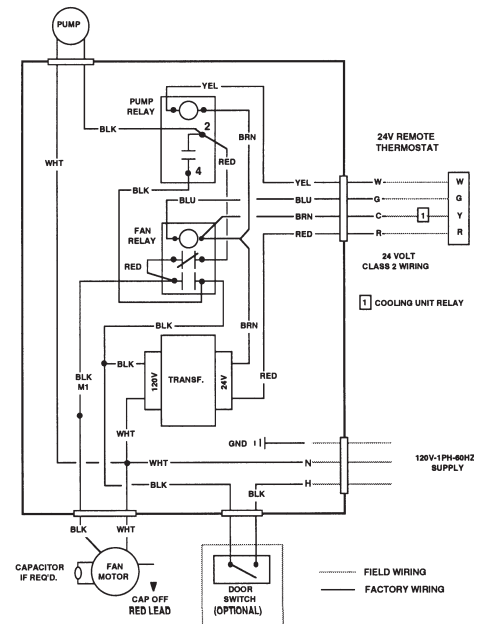 PUMP
YEL
PUMP
RELAY
2
BLK
BRN
24V REMOTE
THERMOSTAT
WHT
RED
4
YEL
W
W
BLK
BLU
BLU
G
G
FAN
RELAY
BRN
C
1
Y
RED
R
R
RED
24 VOLT
CLASS 2 WIRING
1 COOLING UNIT RELAY
BLK
BRN
BLK
BLK
M1
120V
TRANSF.
24V
RED
WHT
GND
WHT
N
120V-1PH-60HZ
SUPPLY
BLK
H
BLK
BLK
WHT
CAPACITOR
IF REQ'D.
FAN
MOTOR
CAP OFF
RED LEAD
DOOR
SWITCH
(OPTIONAL)
FIELD WIRING
FACTORY WIRING